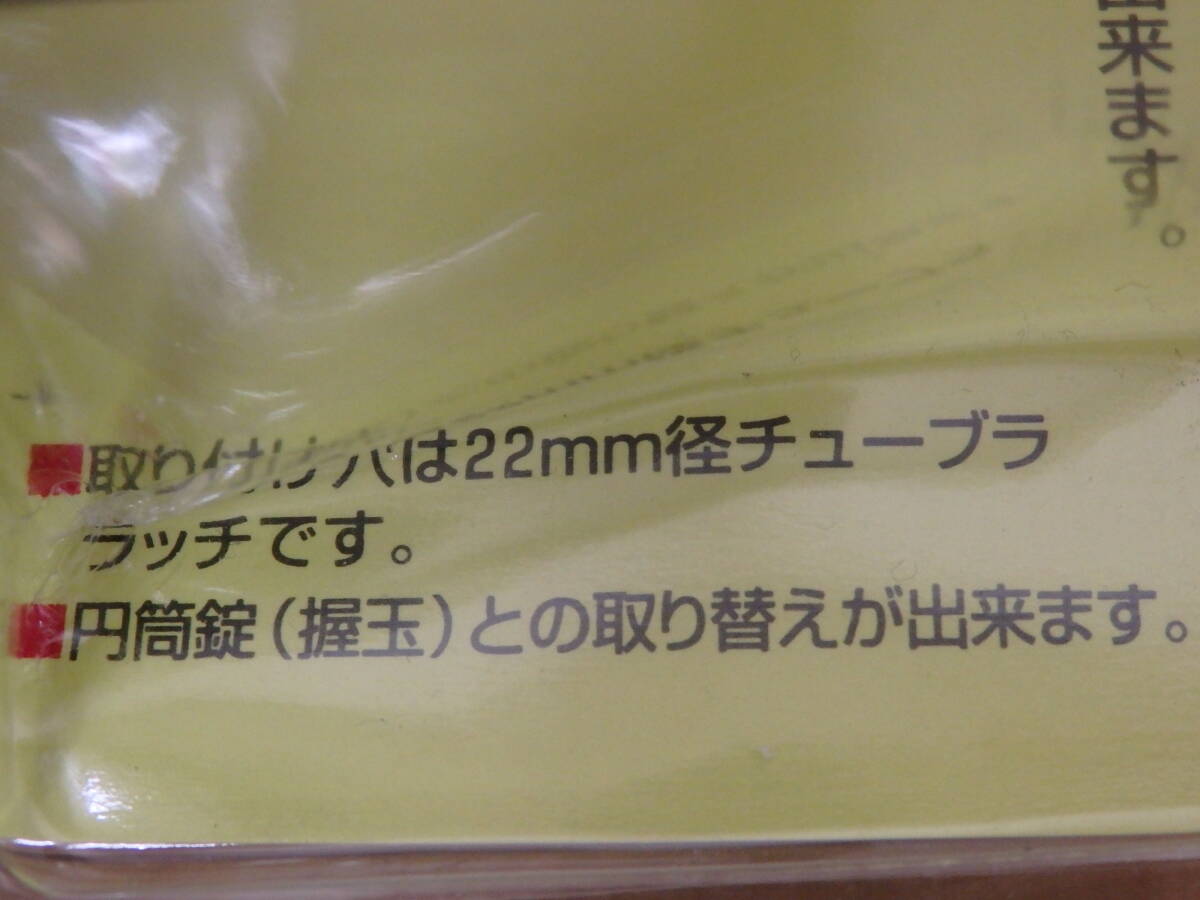 出来ます。
■取り付け穴は22mm径チューブラ
ラッチです。
■円筒錠(握玉)との取り替えが出来ます。